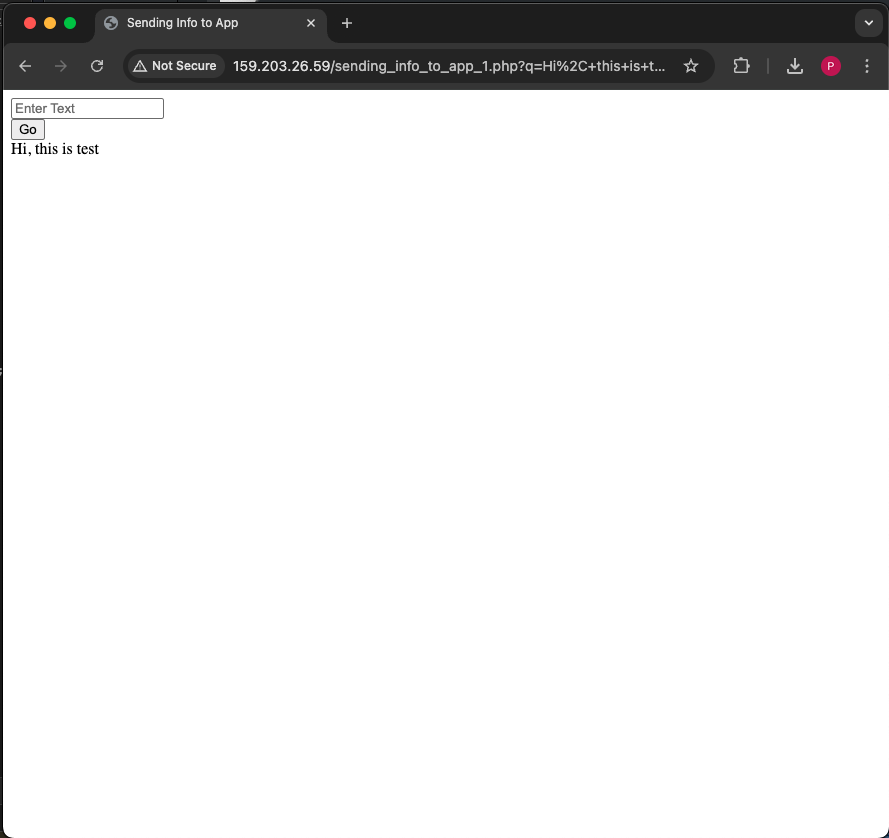 Sending Info to App
Not Secure 159.203.26.59/sending_info_to_app_1.php?q=Hi%2C+this+is+t... P
Enter Text
Go
Hi, this is test